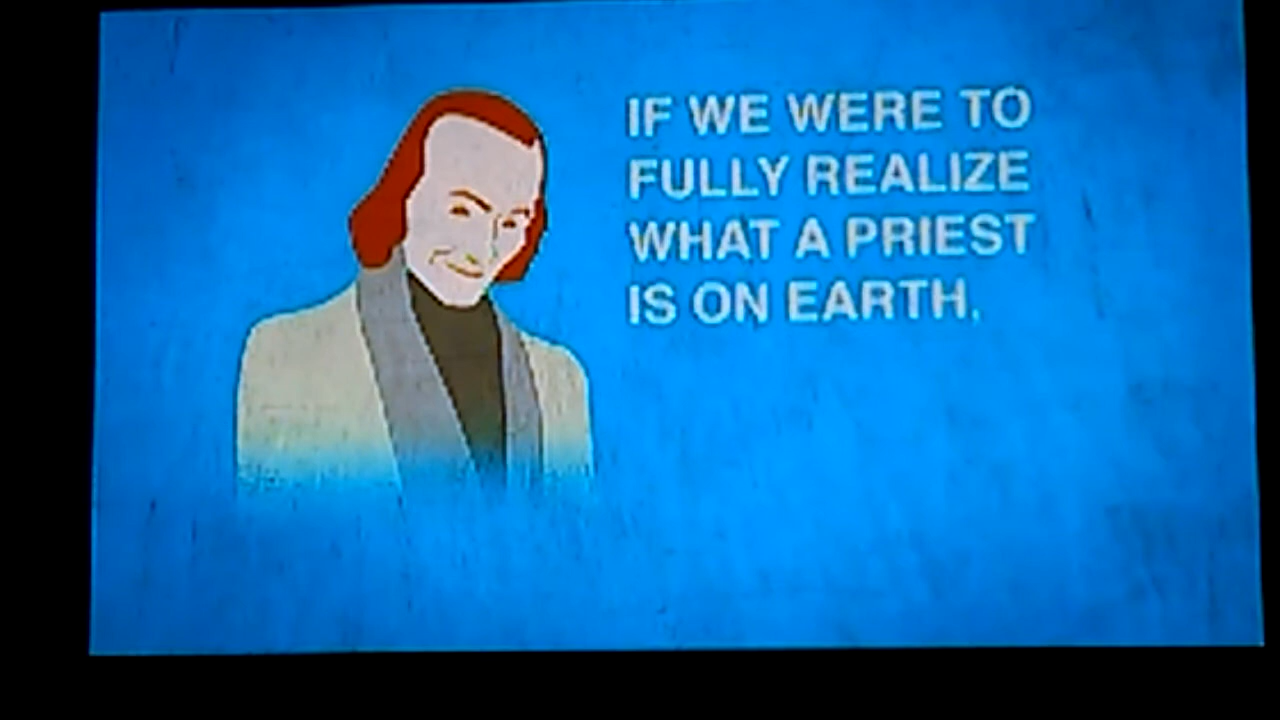 IF WE WERE TO
FULLY REALIZE
WHAT A PRIEST
IS ON EARTH,